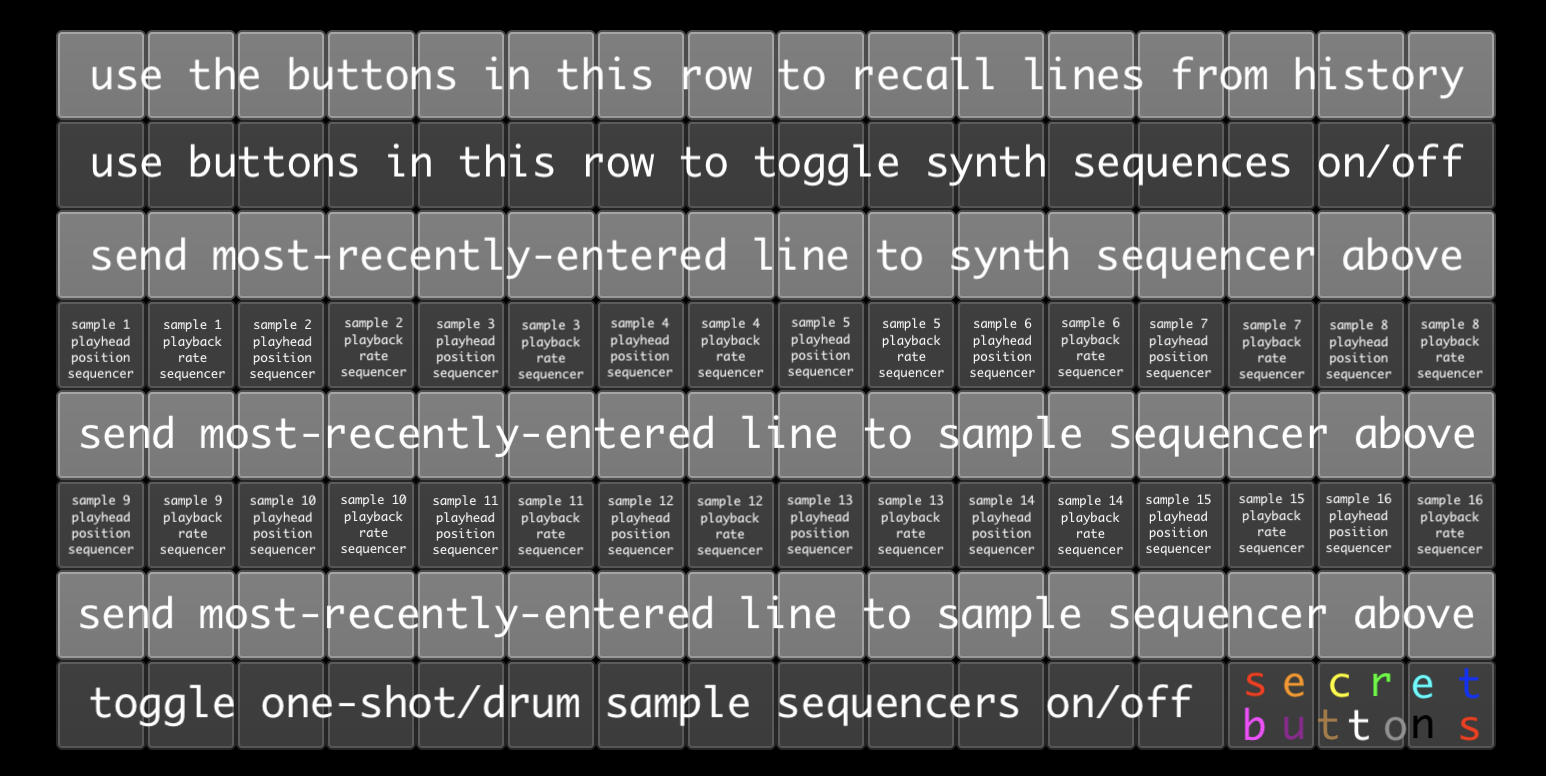 use the buttons in this row to recall lines from history
use buttons in this row to toggle synth sequences on/off
send most-recently-entered line to synth sequencer above
sample 1 playhead position sequencer
sample 1 playback rate sequencer
sample 2 playhead position sequencer
sample 2 playback rate sequencer
sample 3 playhead position sequencer
sample 3 playback rate sequencer
sample 4 playhead position sequencer
sample 4 playback rate sequencer
sample 5 playhead position sequencer
sample 5 playback rate sequencer
sample 6 playhead position sequencer
sample 6 playback rate sequencer
sample 7 playhead position sequencer
sample 7 playback rate sequencer
sample 8 playhead position sequencer
sample 8 playback rate sequencer
send most-recently-entered line to sample sequencer above
sample 9 playhead position sequencer
sample 9 playback rate sequencer
sample 10 playhead position sequencer
sample 10 playback rate sequencer
sample 11 playhead position sequencer
sample 11 playback rate sequencer
sample 12 playhead position sequencer
sample 12 playback rate sequencer
sample 13 playhead position sequencer
sample 13 playback rate sequencer
sample 14 playhead position sequencer
sample 14 playback rate sequencer
sample 15 playhead position sequencer
sample 15 playback rate sequencer
sample 16 playhead position sequencer
sample 16 playback rate sequencer
send most-recently-entered line to sample sequencer above
toggle one-shot/drum sample sequencers on/off
secret
buttons